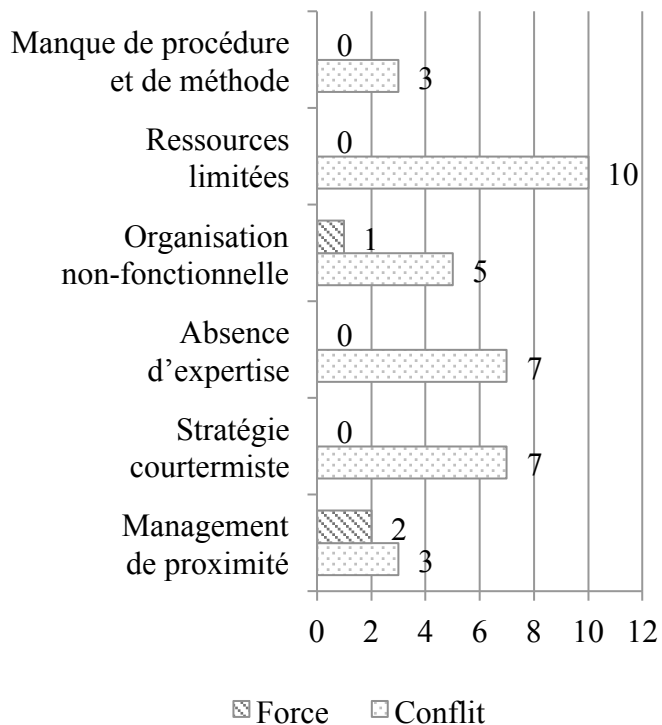 Manque de procédure
et de méthode
0
3
Ressources
limitées
0
10
Organisation
non-fonctionnelle
1
5
Absence
d'expertise
0
7
Stratégie
courtermiste
0
7
Management
de proximité
2
3
0 2 4 6 8 10 12
Force Conflit